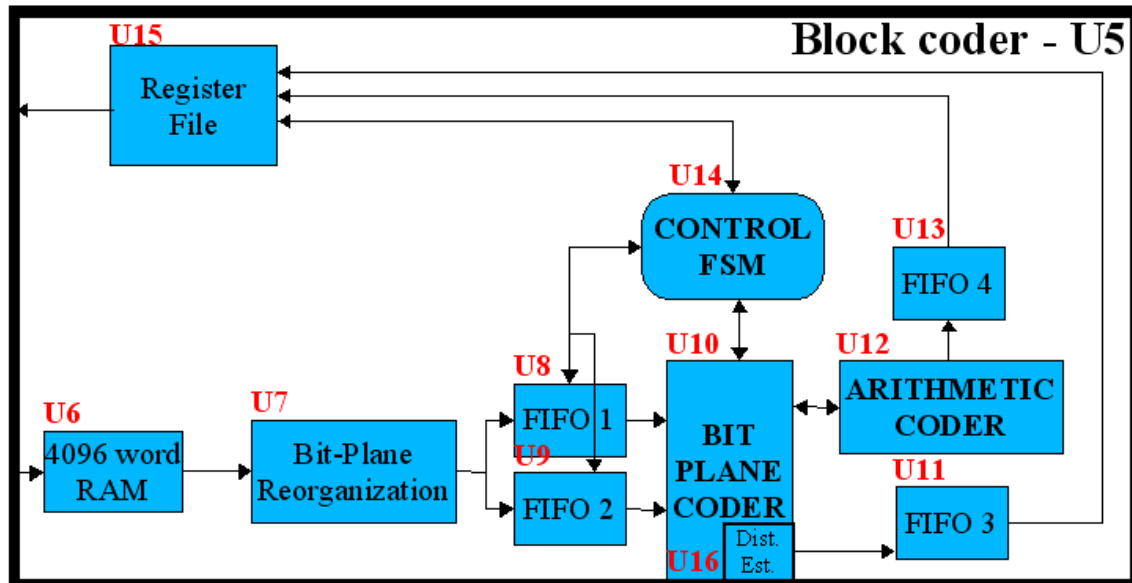 Block coder - U5
U15
Register
File
U14
CONTROL
FSM
U13
FIFO 4
U10
U12
U8
ARITHMETIC
CODER
U7
U6
FIFO 1
4096 word
RAM
Bit-Plane
Reorganization
U9
BIT
PLANE
CODER
U11
FIFO 2
FIFO 3
U16
Dist.
Est.